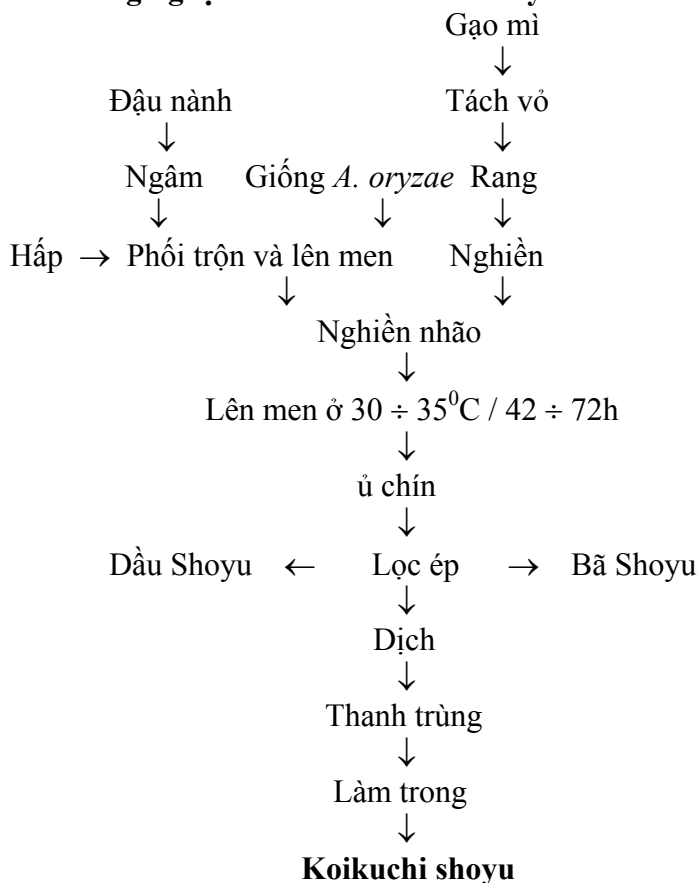 Gạo mì
↓
Đậu nành Tách vỏ
↓ ↓
Ngâm Giống A. oryzae Rang
↓ ↓ ↓
Hấp → Phối trộn và lên men Nghiền
↓ ↓
Nghiền nhão
↓
Lên men ở 30 ÷ 35⁰C / 42 ÷ 72h
↓
ủ chín
↓
Dầu Shoyu ← Lọc ép → Bã Shoyu
↓
Dịch
↓
Thanh trùng
↓
Làm trong
↓
Koikuchi shoyu